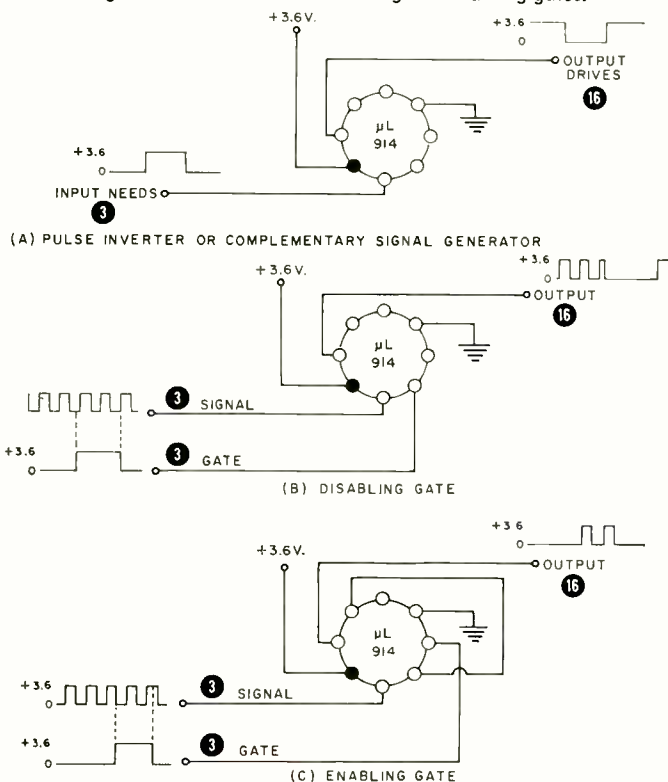 gates.
+3.6V.
+3.6
0
OUTPUT
DRIVES
16
µL
914
+3.6
0
INPUT NEEDS
3
(A) PULSE INVERTER OR COMPLEMENTARY SIGNAL GENERATOR
+3.6V.
+3.6
0
OUTPUT
16
µL
914
3 SIGNAL
+3.6
0
3 GATE
(B) DISABLING GATE
+3.6
0
+3.6V.
OUTPUT
16
µL
914
+3.6
0
3 SIGNAL
+3.6
0
3 GATE
(C) ENABLING GATE